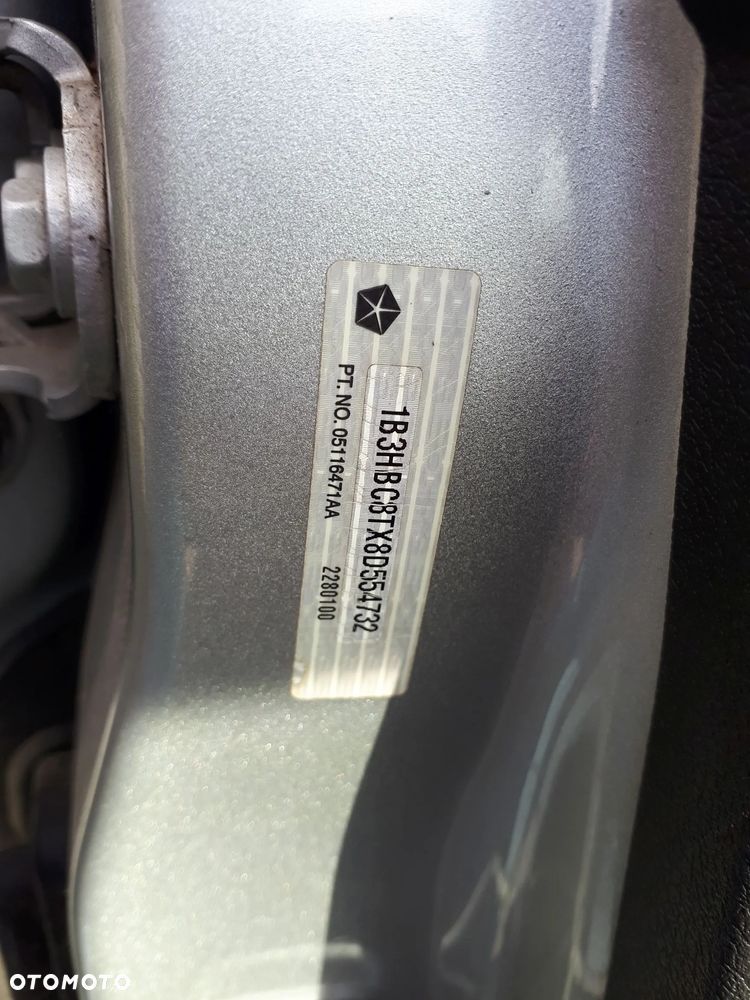 1B3HBC8TX8D554732
PT. NO. 05116471AA 2280100
OTOMOTO